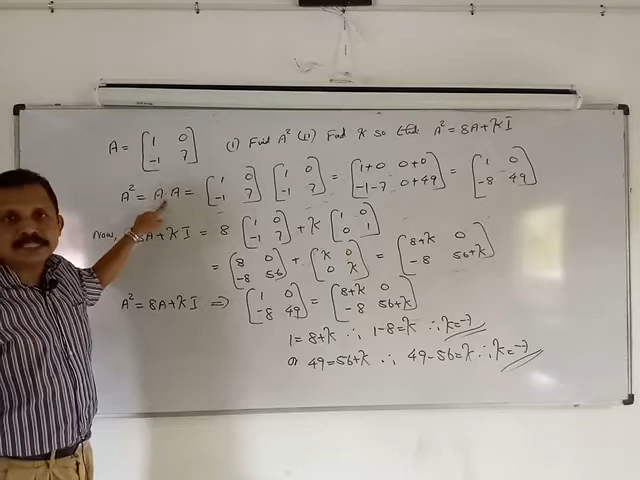 A = [1 0 -1 7] (i) Find A² (ii) Find K so that A² = 8A+KI
A² = A·A = [1 0 -1 7] [1 0 -1 7] = [1+0 0+0 -1-7 0+49] = [1 0 -8 49]
Now, 8A+KI = 8 [1 0 -1 7] + K [1 0 0 1]
= [8 0 -8 56] + [K 0 0 K] = [8+K 0 -8 56+K]
A² = 8A+KI ⇒ [1 0 -8 49] = [8+K 0 -8 56+K]
1 = 8+K ∴ 1-8=K ∴ K=-7
or 49=56+K ∴ 49-56=K ∴ K=-7